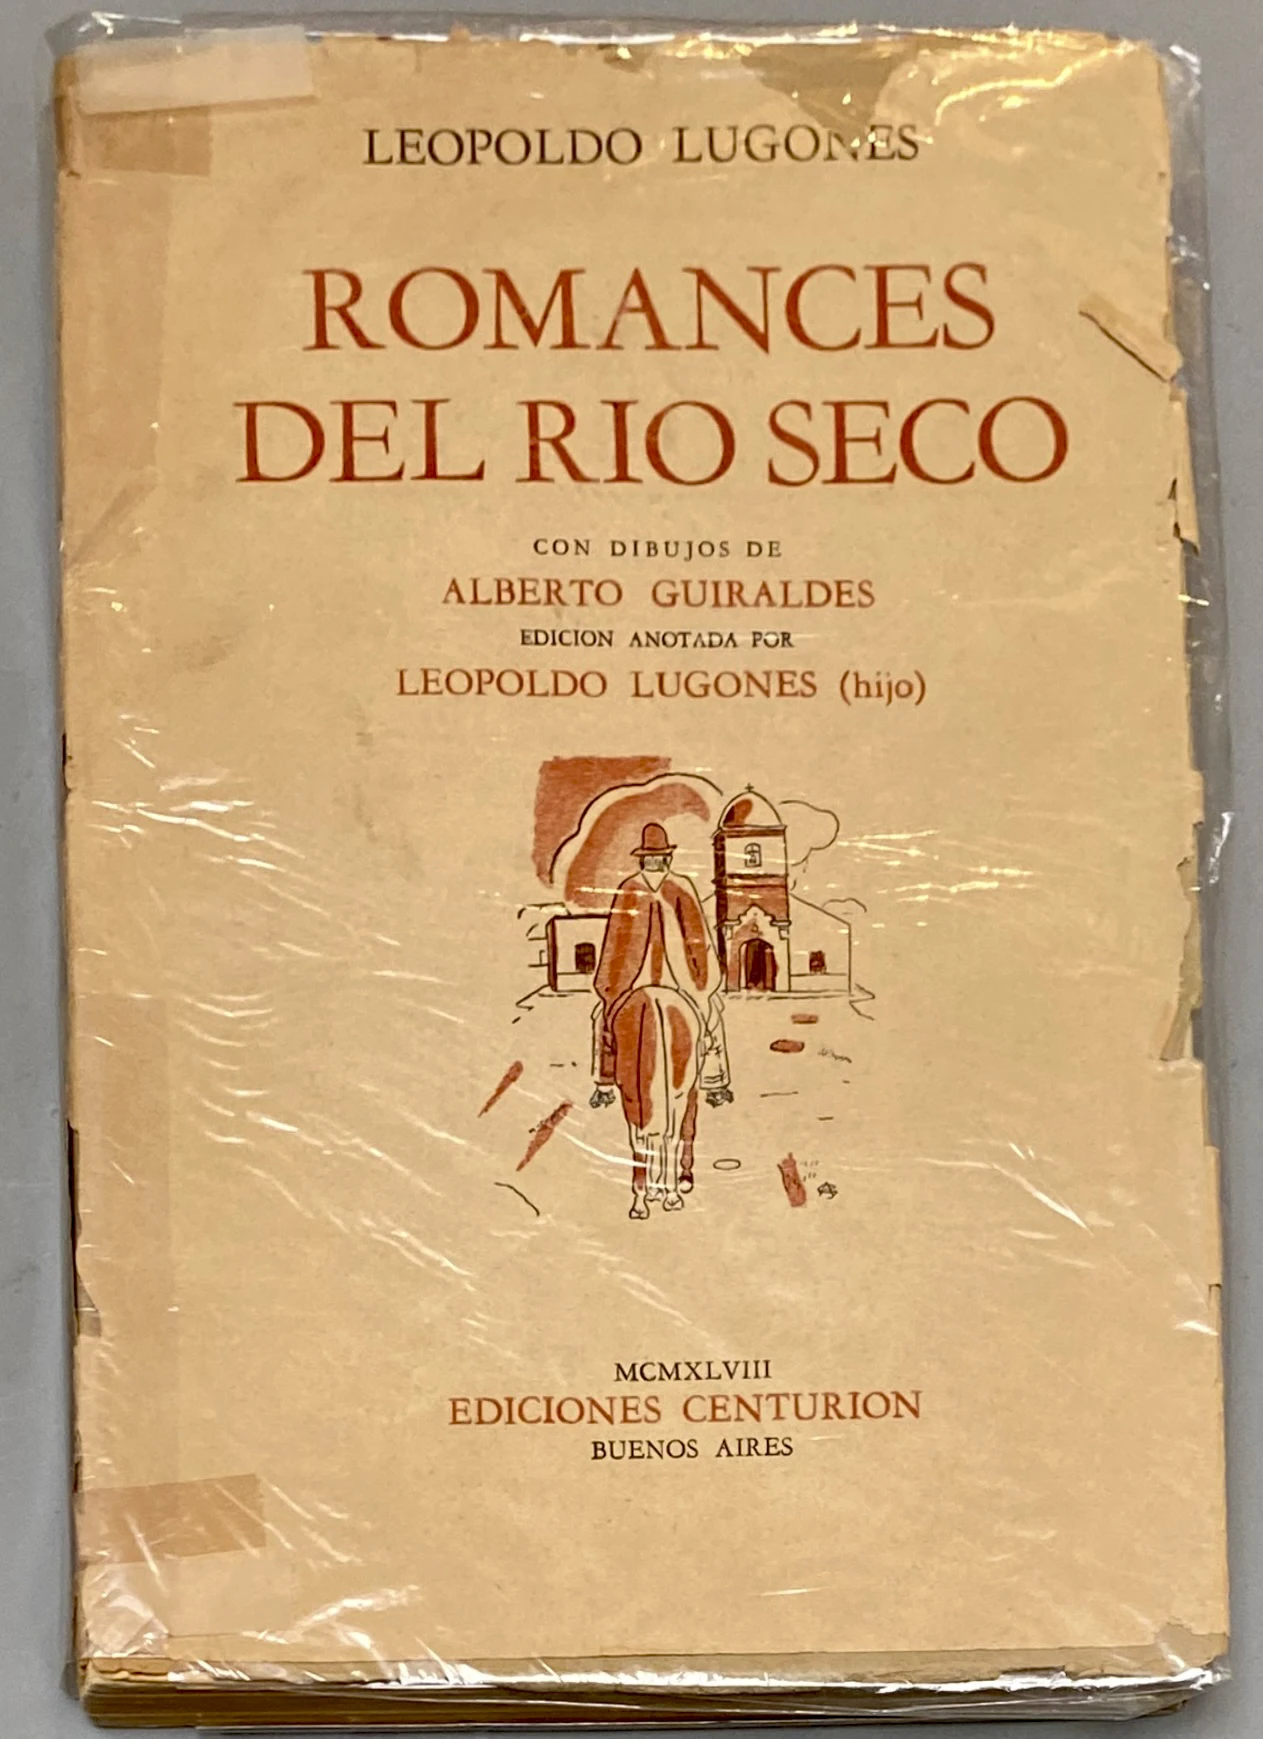 LEOPOLDO LUGONES
ROMANCES
DEL RIO SECO
CON DIBUJOS DE
ALBERTO GUIRALDES
EDICION ANOTADA POR
LEOPOLDO LUGONES (hijo)
MCMXLVIII
EDICIONES CENTURION
BUENOS AIRES